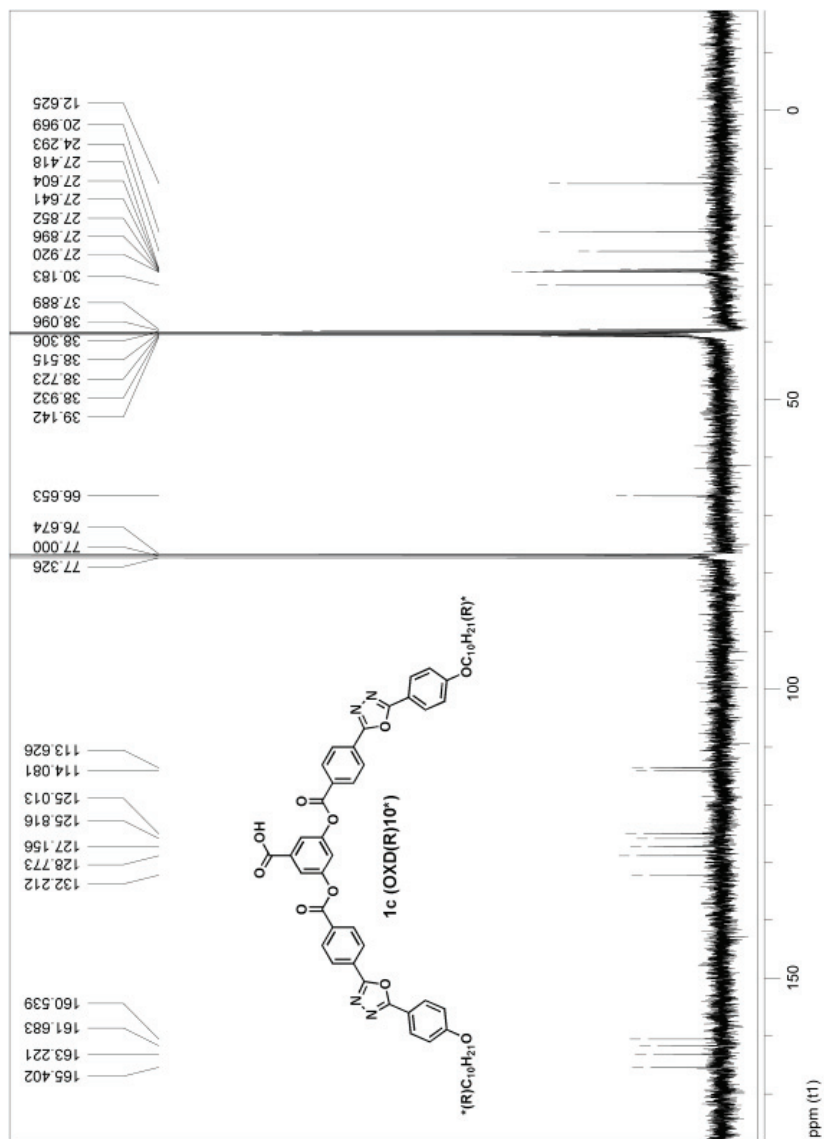 165.402
163.221
161.683
160.539
132.212
128.773
127.156
125.816
125.013
114.081
113.626
77.326
77.000
76.674
66.653
39.142
38.932
38.723
38.515
38.306
38.096
37.889
30.183
27.920
27.896
27.852
27.641
27.604
27.418
24.293
20.969
12.625
O
OH
O
O
O
O
N
N
O
N
N
O
1c (OXD(R)10*)
*(R)C10H21O
OC10H21(R)*
150
100
50
0
ppm (t1)